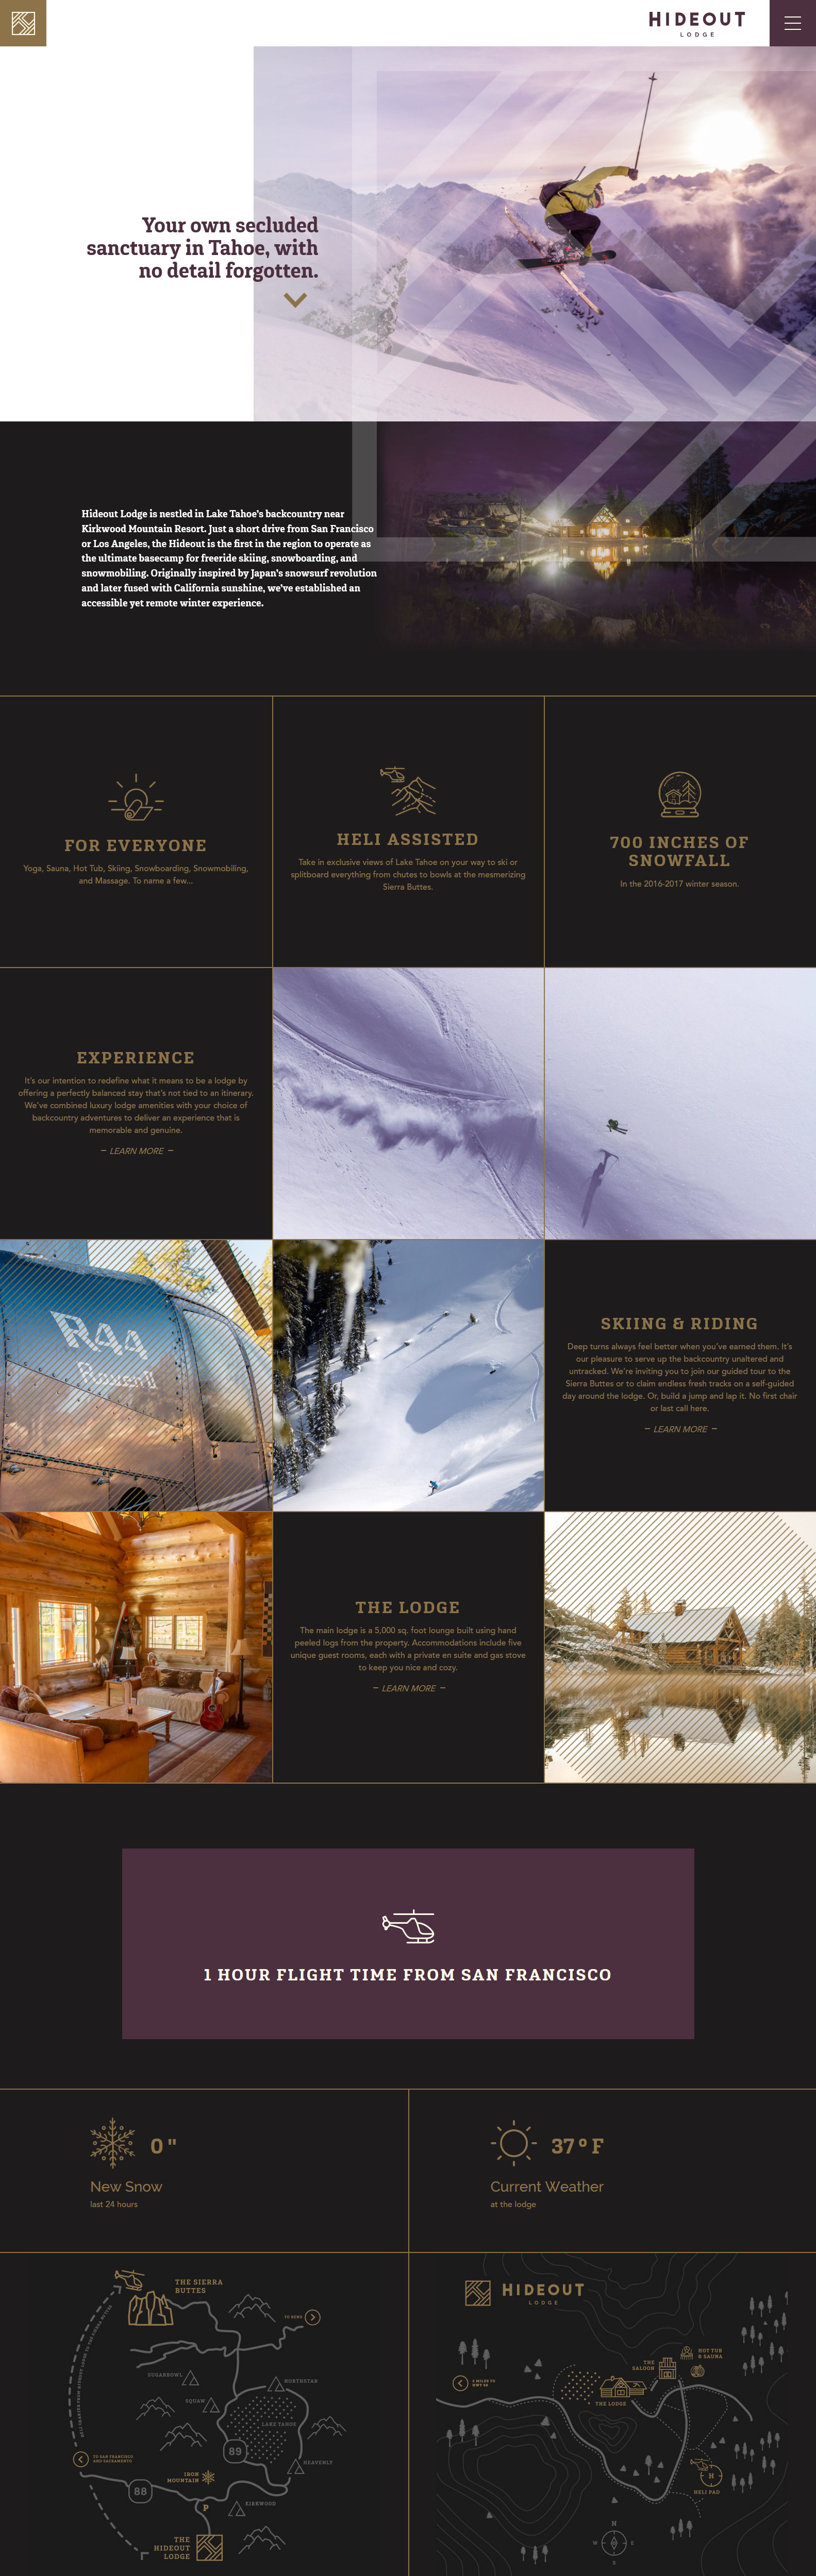 HIDEOUT
LODGE
Your own secluded
sanctuary in Tahoe, with
no detail forgotten.
Hideout Lodge is nestled in Lake Tahoe's backcountry near
Kirkwood Mountain Resort. Just a short drive from San Francisco
or Los Angeles, the Hideout is the first in the region to operate as
the ultimate basecamp for freeride skiing, snowboarding, and
snowmobiling. Originally inspired by Japan's snowsurf revolution
and later fused with California sunshine, we've established an
accessible yet remote winter experience.
FOR EVERYONE
Yoga, Sauna, Hot Tub, Skiing, Snowboarding, Snowmobiling,
and Massage. To name a few...
HELI ASSISTED
Take in exclusive views of Lake Tahoe on your way to ski or
splitboard everything from chutes to bowls at the mesmerizing
Sierra Buttes.
700 INCHES OF
SNOWFALL
In the 2016-2017 winter season.
EXPERIENCE
It's our intention to redefine what it means to be a lodge by
offering a perfectly balanced stay that's not tied to an itinerary.
We've combined luxury lodge amenities with your choice of
backcountry adventures to deliver an experience that is
memorable and genuine.
– LEARN MORE –
RAA
SKIING & RIDING
Deep turns always feel better when you've earned them. It's
our pleasure to serve up the backcountry unaltered and
untracked. We're inviting you to join our guided tour to the
Sierra Buttes or to claim endless fresh tracks on a self-guided
day around the lodge. Or, build a jump and lap it. No first chair
or last call here.
– LEARN MORE –
THE LODGE
The main lodge is a 5,000 sq. foot lounge built using hand
peeled logs from the property. Accommodations include five
unique guest rooms, each with a private en suite and gas stove
to keep you nice and cozy.
– LEARN MORE –
1 HOUR FLIGHT TIME FROM SAN FRANCISCO
0 "
New Snow
last 24 hours
37° F
Current Weather
at the lodge
THE SIERRA
BUTTES
TO RENO
HELI TRANSFER FROM HIDEOUT LODGE TO THE SIERRA BUTTES
SUGARBOWL
NORTHSTAR
SQUAW
LAKE TAHOE
89
TO SAN FRANCISCO
AND SACRAMENTO
HEAVENLY
IRON
MOUNTAIN
88
P
KIRKWOOD
THE
HIDEOUT
LODGE
HIDEOUT
LODGE
HOT TUB
& SAUNA
THE
SALOON
2 MILES TO
HWY 88
THE LODGE
N
HELI PAD
N
W
E
S